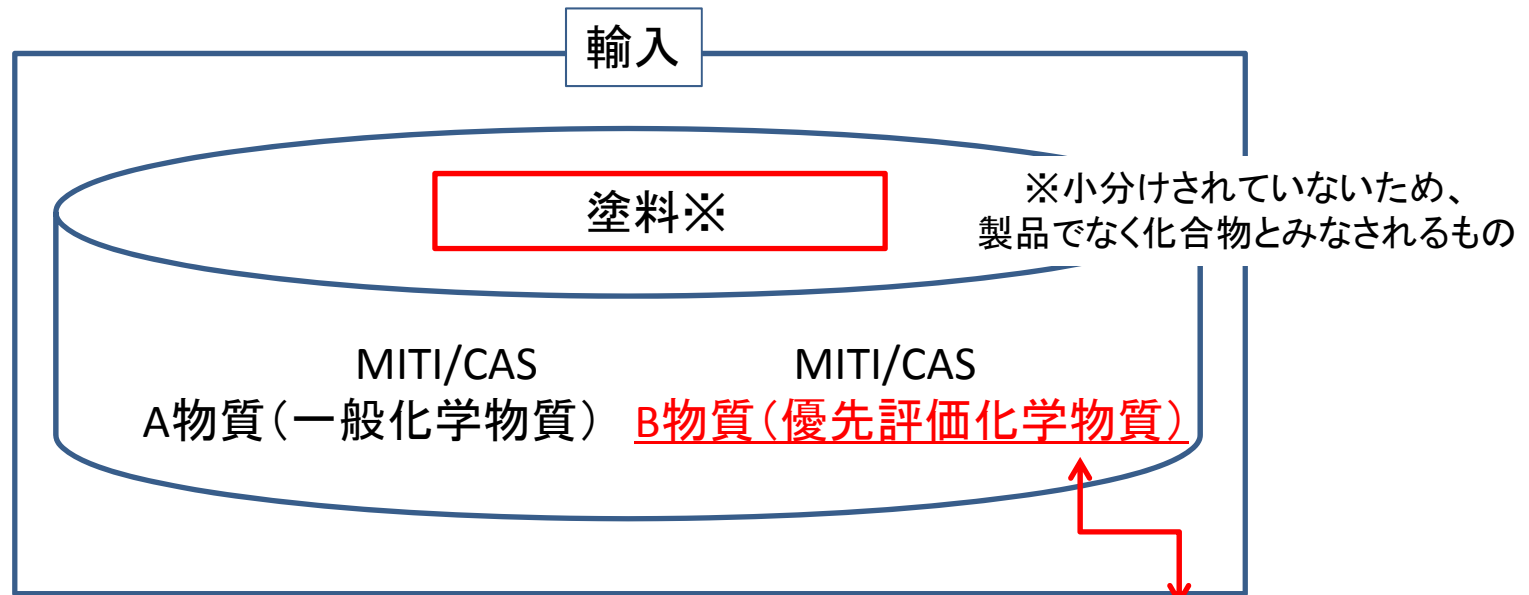 輸入
塗料※
※小分けされていないため、
製品でなく化合物とみなされるもの
MITI/CAS MITI/CAS
A物質（一般化学物質） B物質（優先評価化学物質）